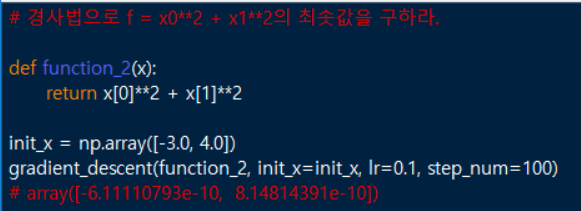 # 경사법으로 f = x0**2 + x1**2의 최솟값을 구하라.
def function_2(x):
return x[0]**2 + x[1]**2
init_x = np.array([-3.0, 4.0])
gradient_descent(function_2, init_x=init_x, lr=0.1, step_num=100)
# array([-6.11110793e-10, 8.14814391e-10])